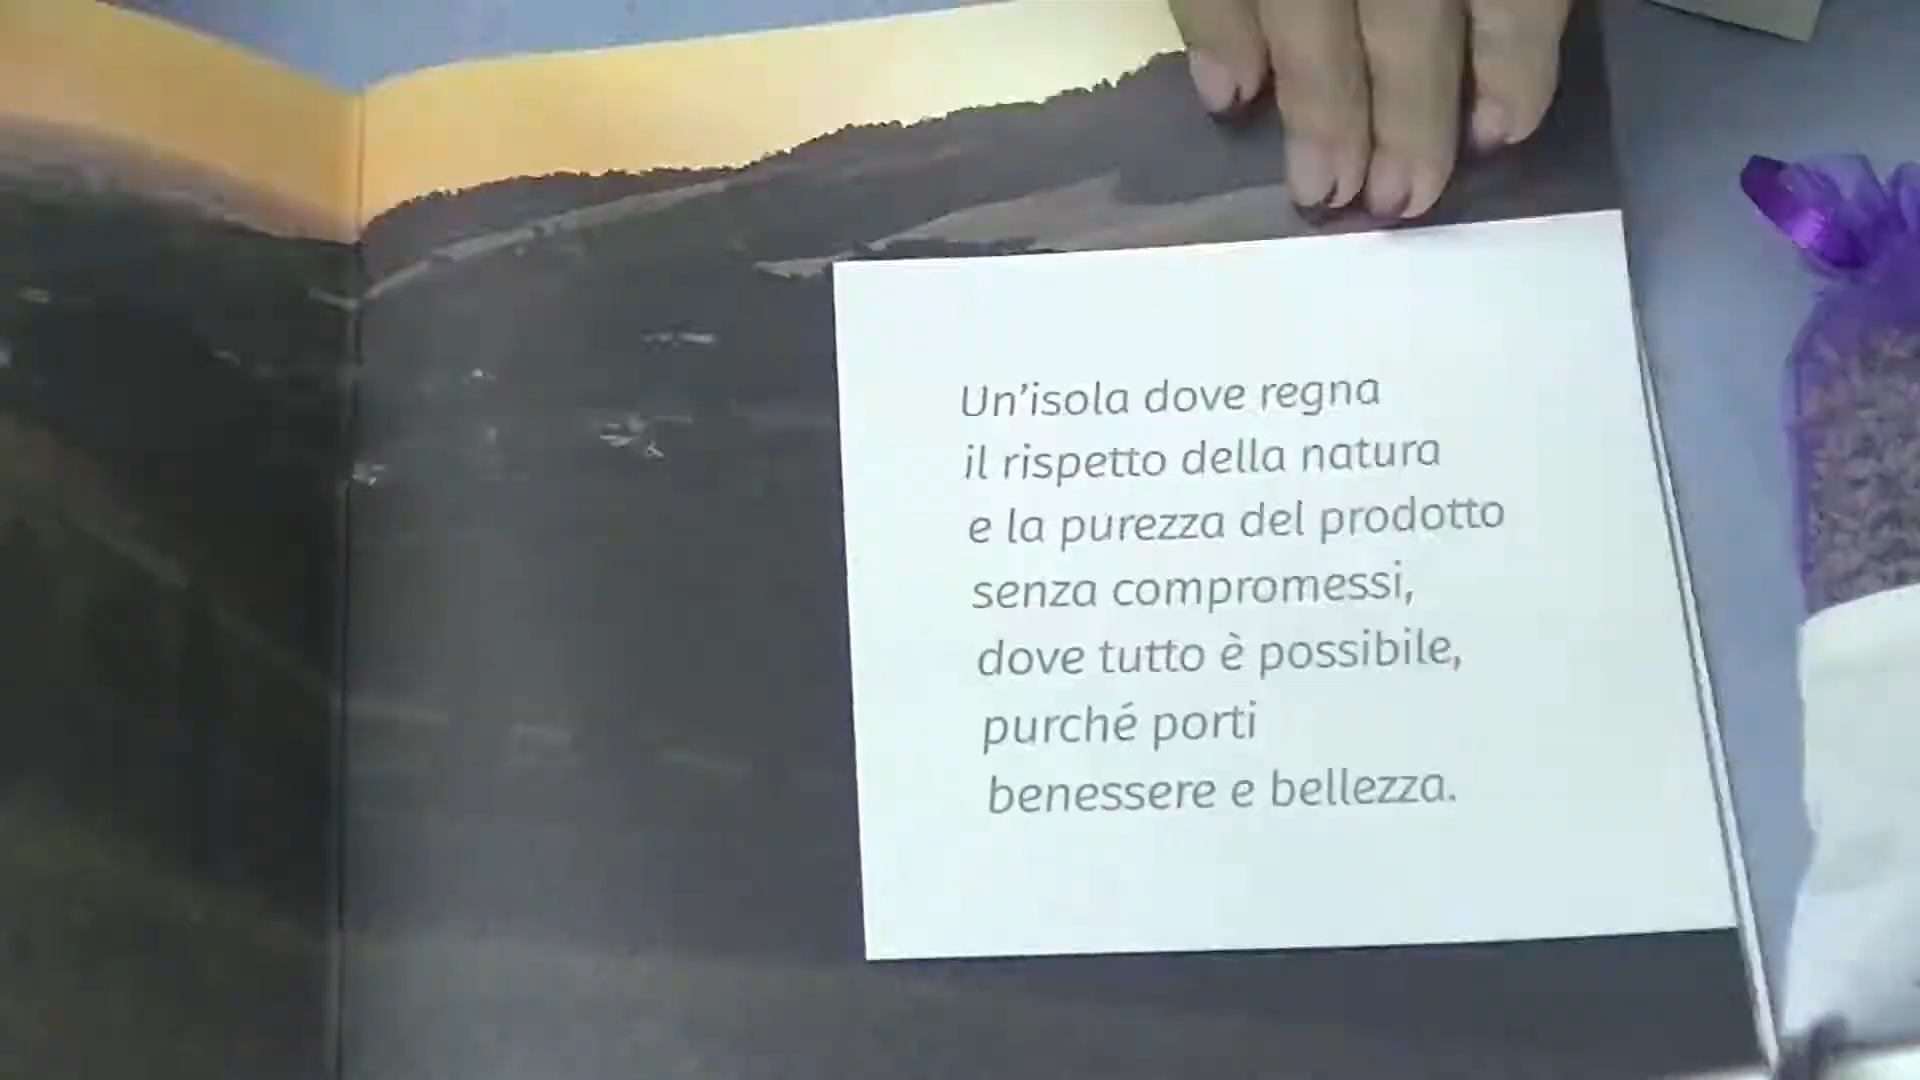 Un'isola dove regna
il rispetto della natura
e la purezza del prodotto
senza compromessi,
dove tutto è possibile,
purché porti
benessere e bellezza.